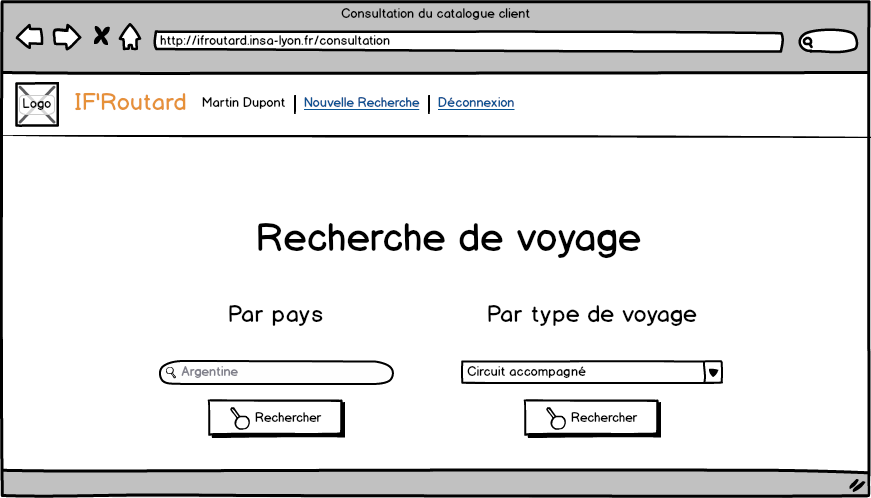 Consultation du catalogue client
http://ifroutard.insa-lyon.fr/consultation
Logo IF'Routard Martin Dupont | Nouvelle Recherche | Déconnexion
Recherche de voyage
Par pays Par type de voyage
Argentine Circuit accompagné
Rechercher Rechercher